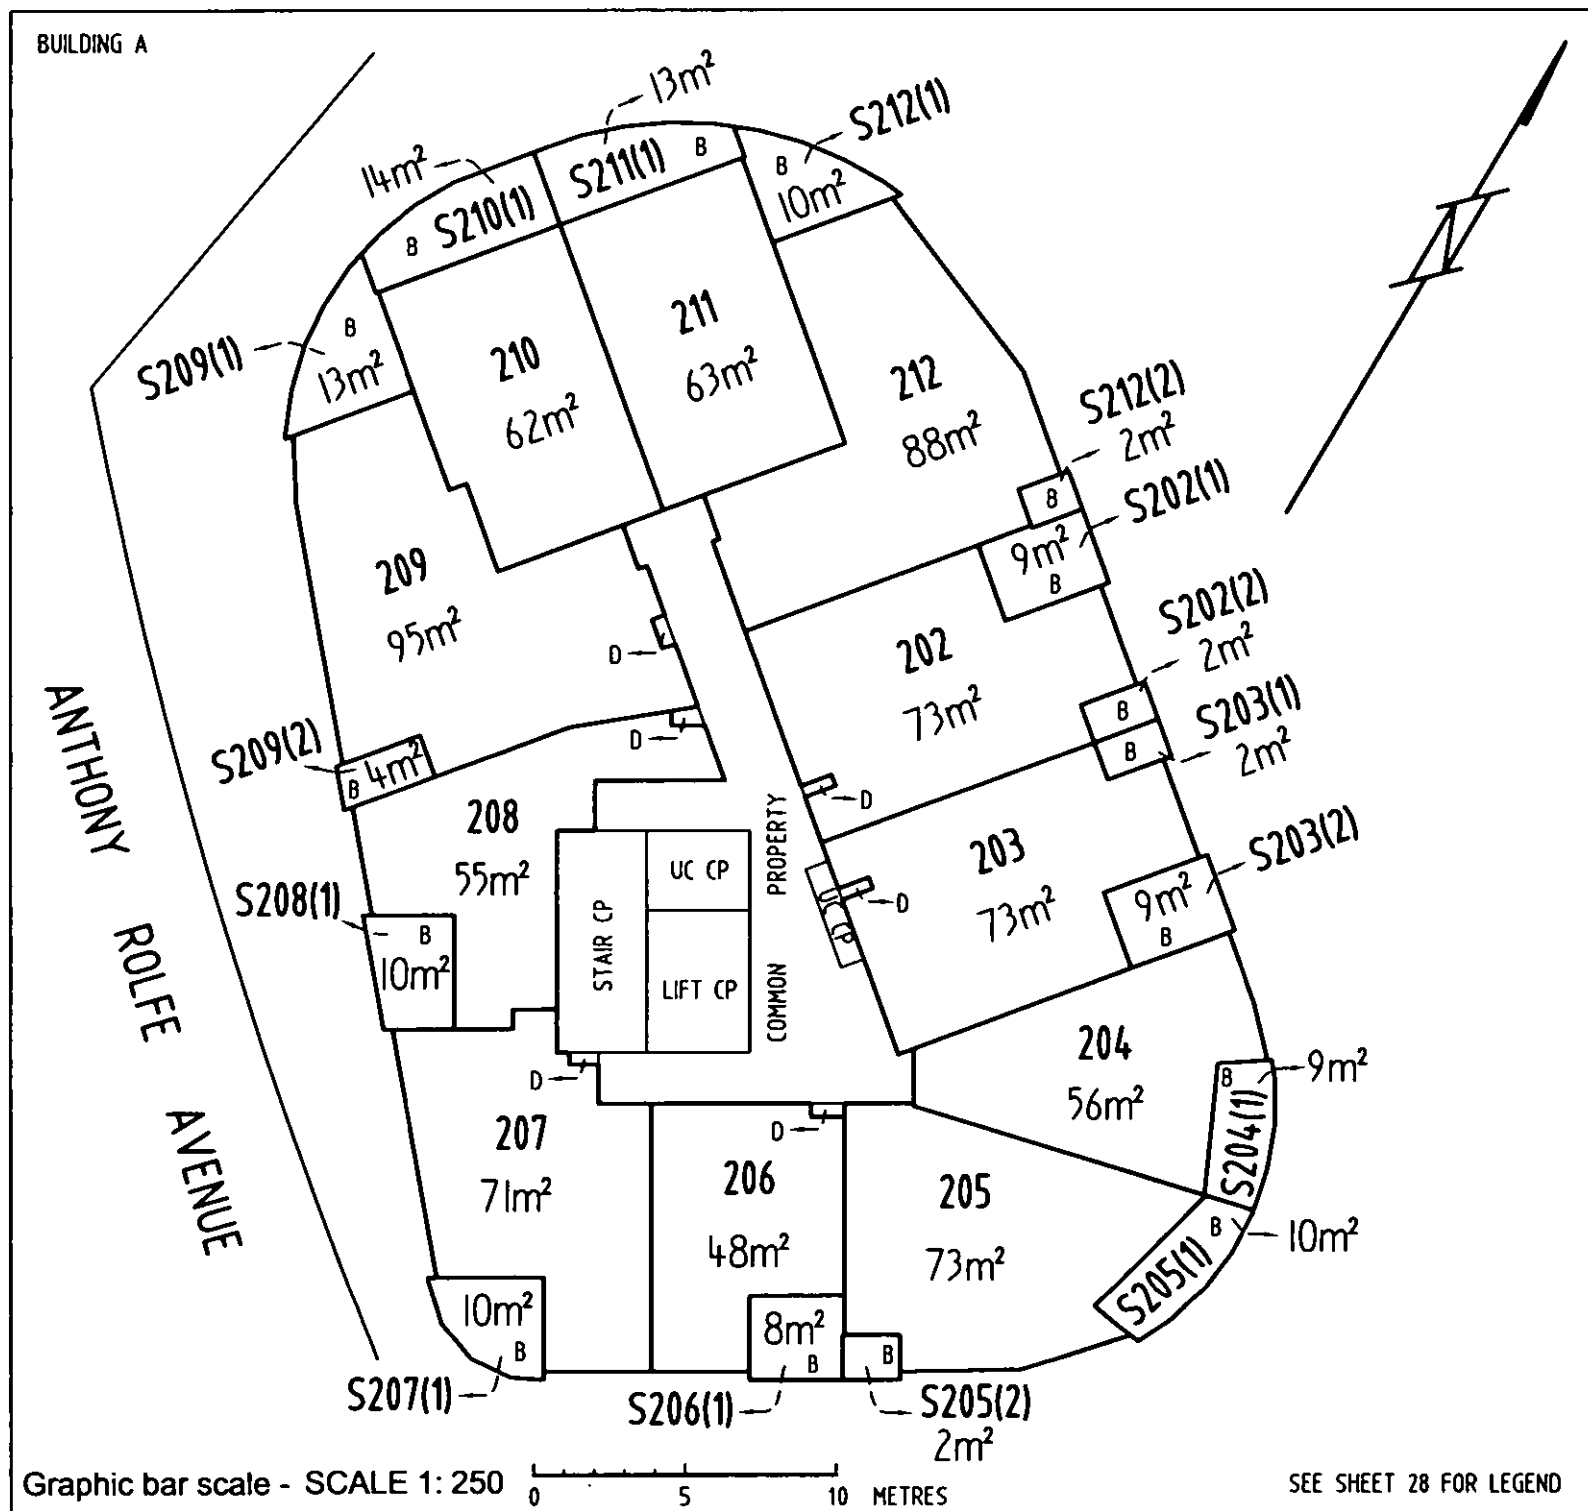 BUILDING A
13m²
S212(1)
14m²
S211(1)
B
B
10m²
S210(1)
B
S209(1)
B
13m²
210
62m²
211
63m²
212
88m²
S212(2)
2m²
B
S202(1)
9m²
B
209
95m²
D
202
73m²
S202(2)
2m²
B
S203(1)
2m²
B
S209(2)
4m²
B
D
D
208
55m²
UC CP
STAIR CP
LIFT CP
COMMON PROPERTY
UC CP
D
203
73m²
S203(2)
9m²
B
S208(1)
B
10m²
204
56m²
B
9m²
S204(1)
D
207
71m²
D
206
48m²
205
73m²
B
10m²
S205(1)
10m²
B
S207(1)
8m²
B
S206(1)
B
S205(2)
2m²
ANTHONY ROLFE AVENUE
N
Graphic bar scale - SCALE 1: 250
0 5 10 METRES
SEE SHEET 28 FOR LEGEND